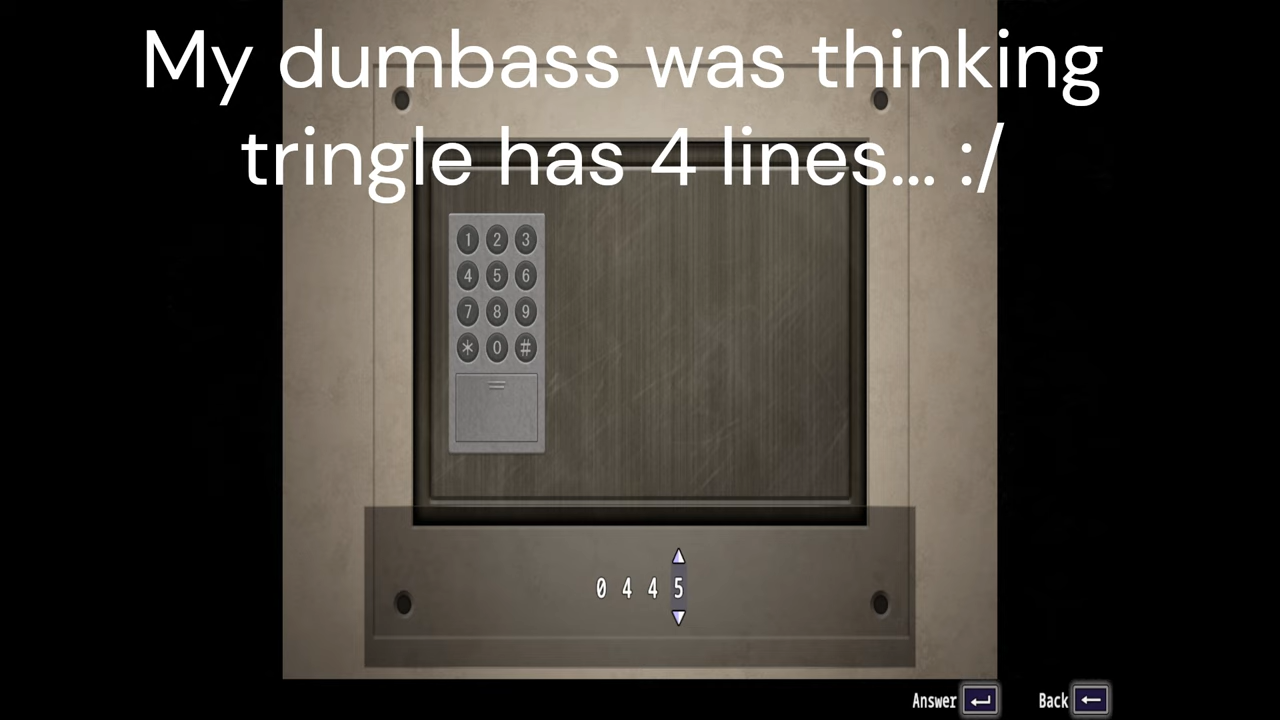 My dumbass was thinking
tringle has 4 lines... :/
1 2 3
4 5 6
7 8 9
* 0 #
0 4 4 5
Answer Back